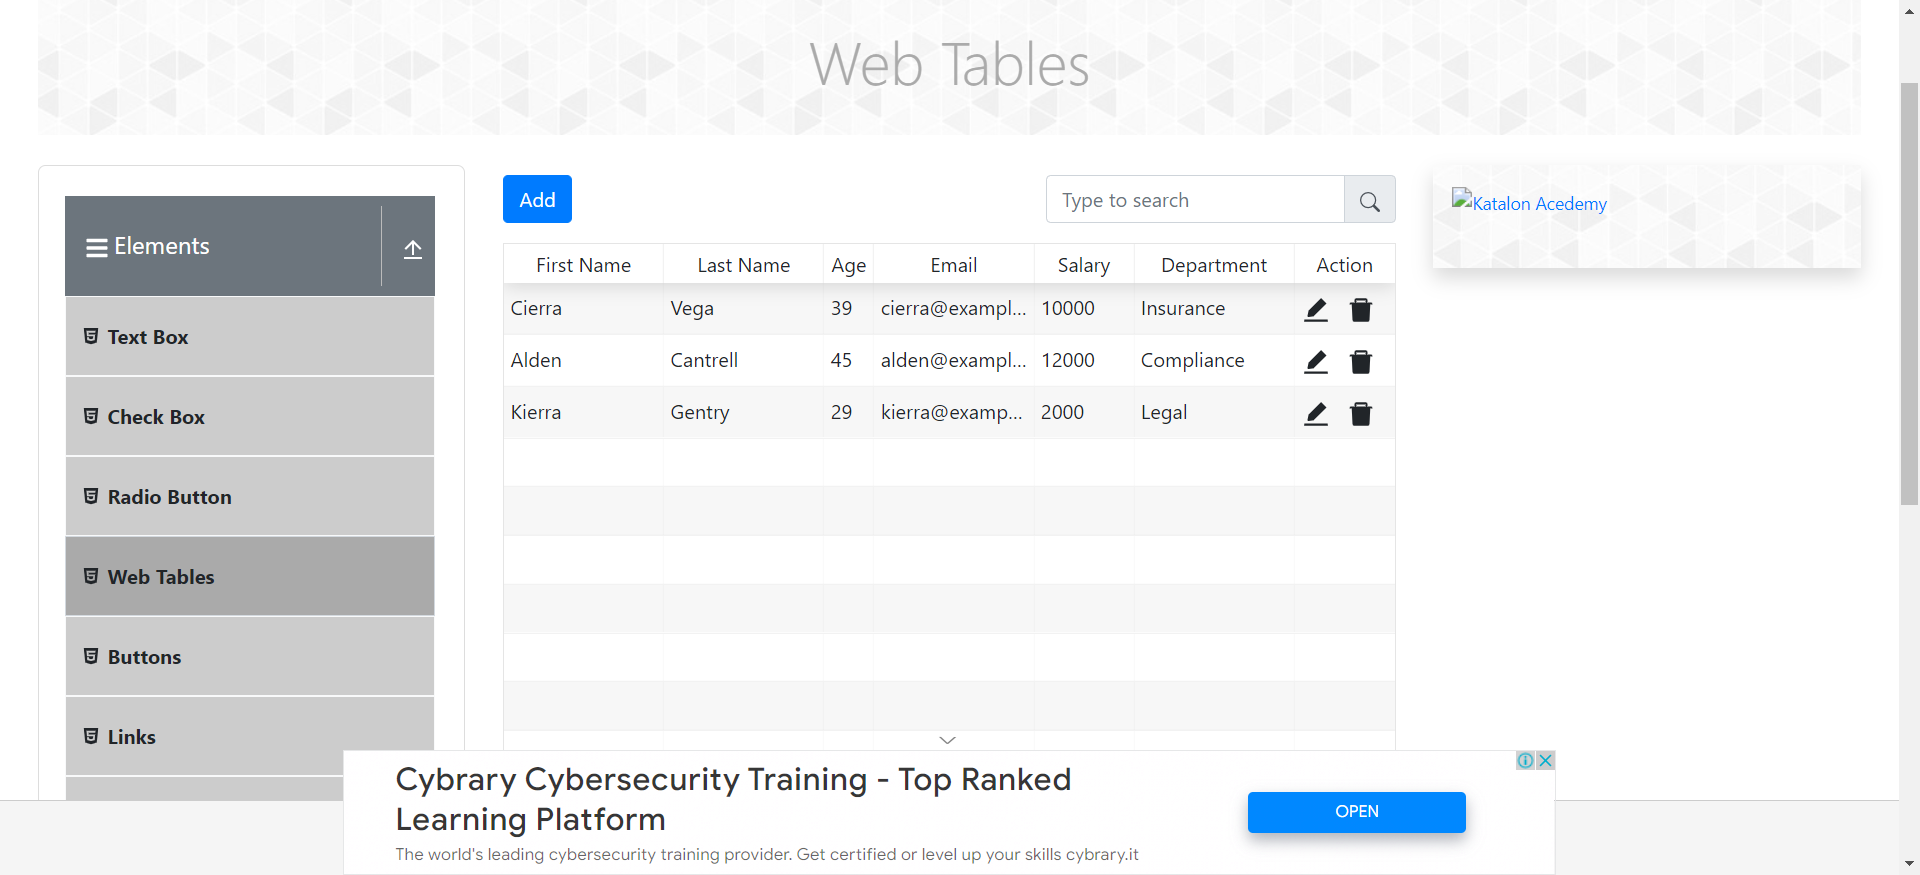 Web Tables
Elements
Text Box
Check Box
Radio Button
Web Tables
Buttons
Links
Add
Type to search
First Name Last Name Age Email Salary Department Action
Cierra Vega 39 cierra@exampl... 10000 Insurance
Alden Cantrell 45 alden@exampl... 12000 Compliance
Kierra Gentry 29 kierra@examp... 2000 Legal
Katalon Acedemy
Cybrary Cybersecurity Training - Top Ranked
Learning Platform
The world's leading cybersecurity training provider. Get certified or level up your skills cybrary.it
OPEN